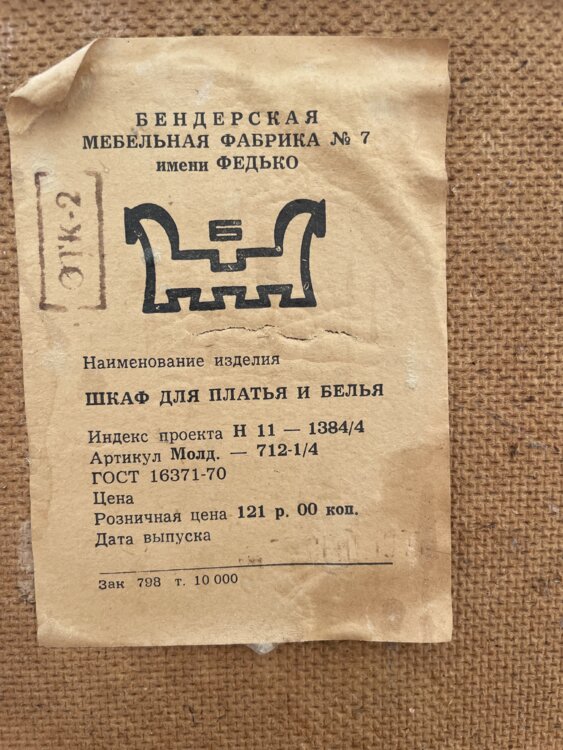 БЕНДЕРСКАЯ
МЕБЕЛЬНАЯ ФАБРИКА № 7
имени ФЕДЬКО
ОТК-2
Б
Наименование изделия
ШКАФ ДЛЯ ПЛАТЬЯ И БЕЛЬЯ
Индекс проекта Н 11 — 1384/4
Артикул Молд. — 712-1/4
ГОСТ 16371-70
Цена
Розничная цена 121 р. 00 коп.
Дата выпуска
Зак 798 т. 10 000